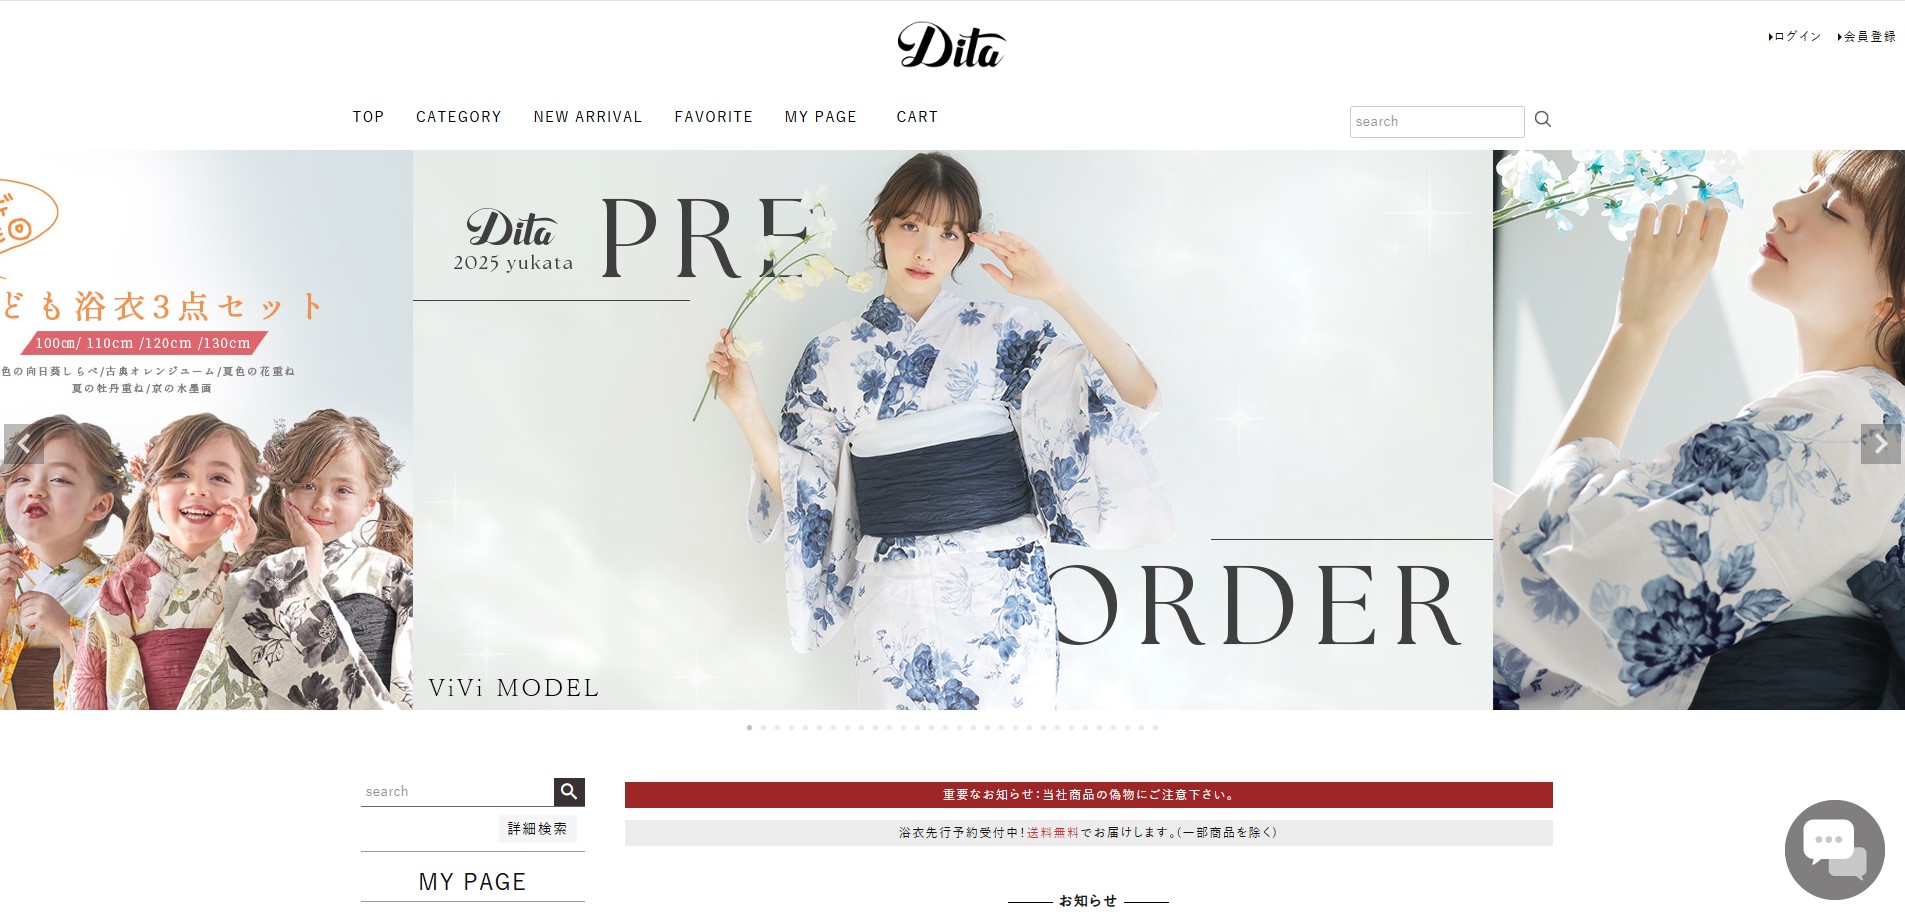 Dita
ログイン
会員登録
TOP
CATEGORY
NEW ARRIVAL
FAVORITE
MY PAGE
CART
search
ども浴衣3点セット
100㎝/ 110cm /120cm /130cm
色の向日葵しらべ/古典オレンジユーム/夏色の花重ね
夏の牡丹重ね/京の水墨画
Dita
2025 yukata
PRE
ORDER
ViVi MODEL
search
詳細検索
MY PAGE
重要なお知らせ：当社商品の偽物にご注意下さい。
浴衣先行予約受付中！送料無料でお届けします。(一部商品を除く)
お知らせ